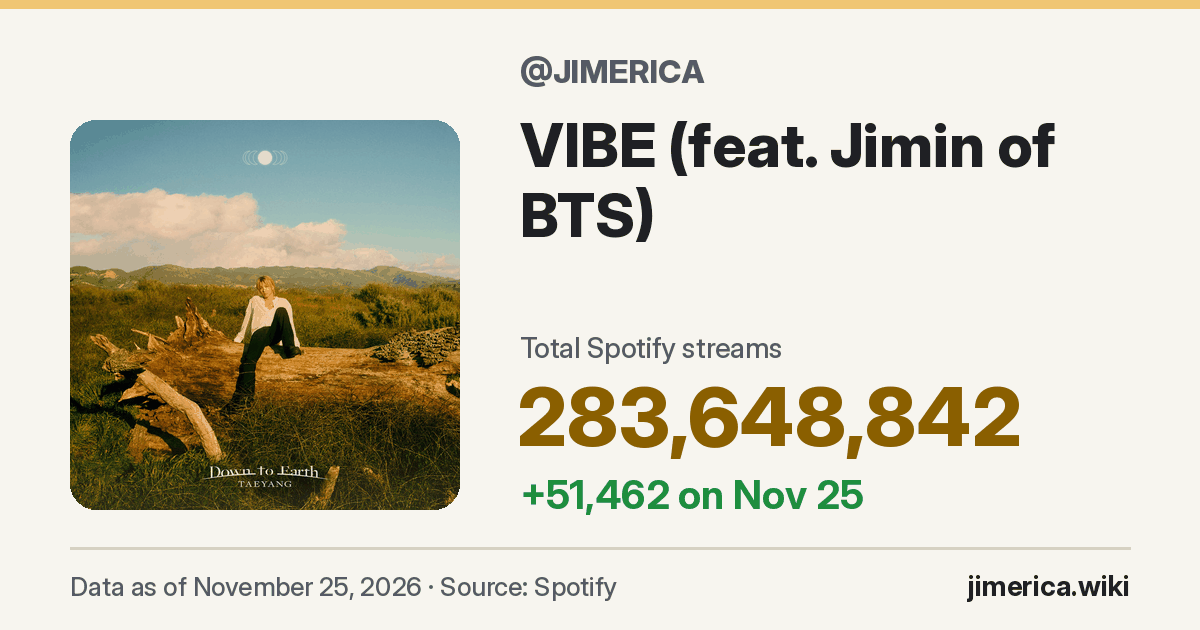 @JIMERICA
VIBE (feat. Jimin of
BTS)
Total Spotify streams
283,648,842
+51,462 on Nov 25
Down to Earth
TAEYANG
Data as of November 25, 2026 · Source: Spotify
jimerica.wiki